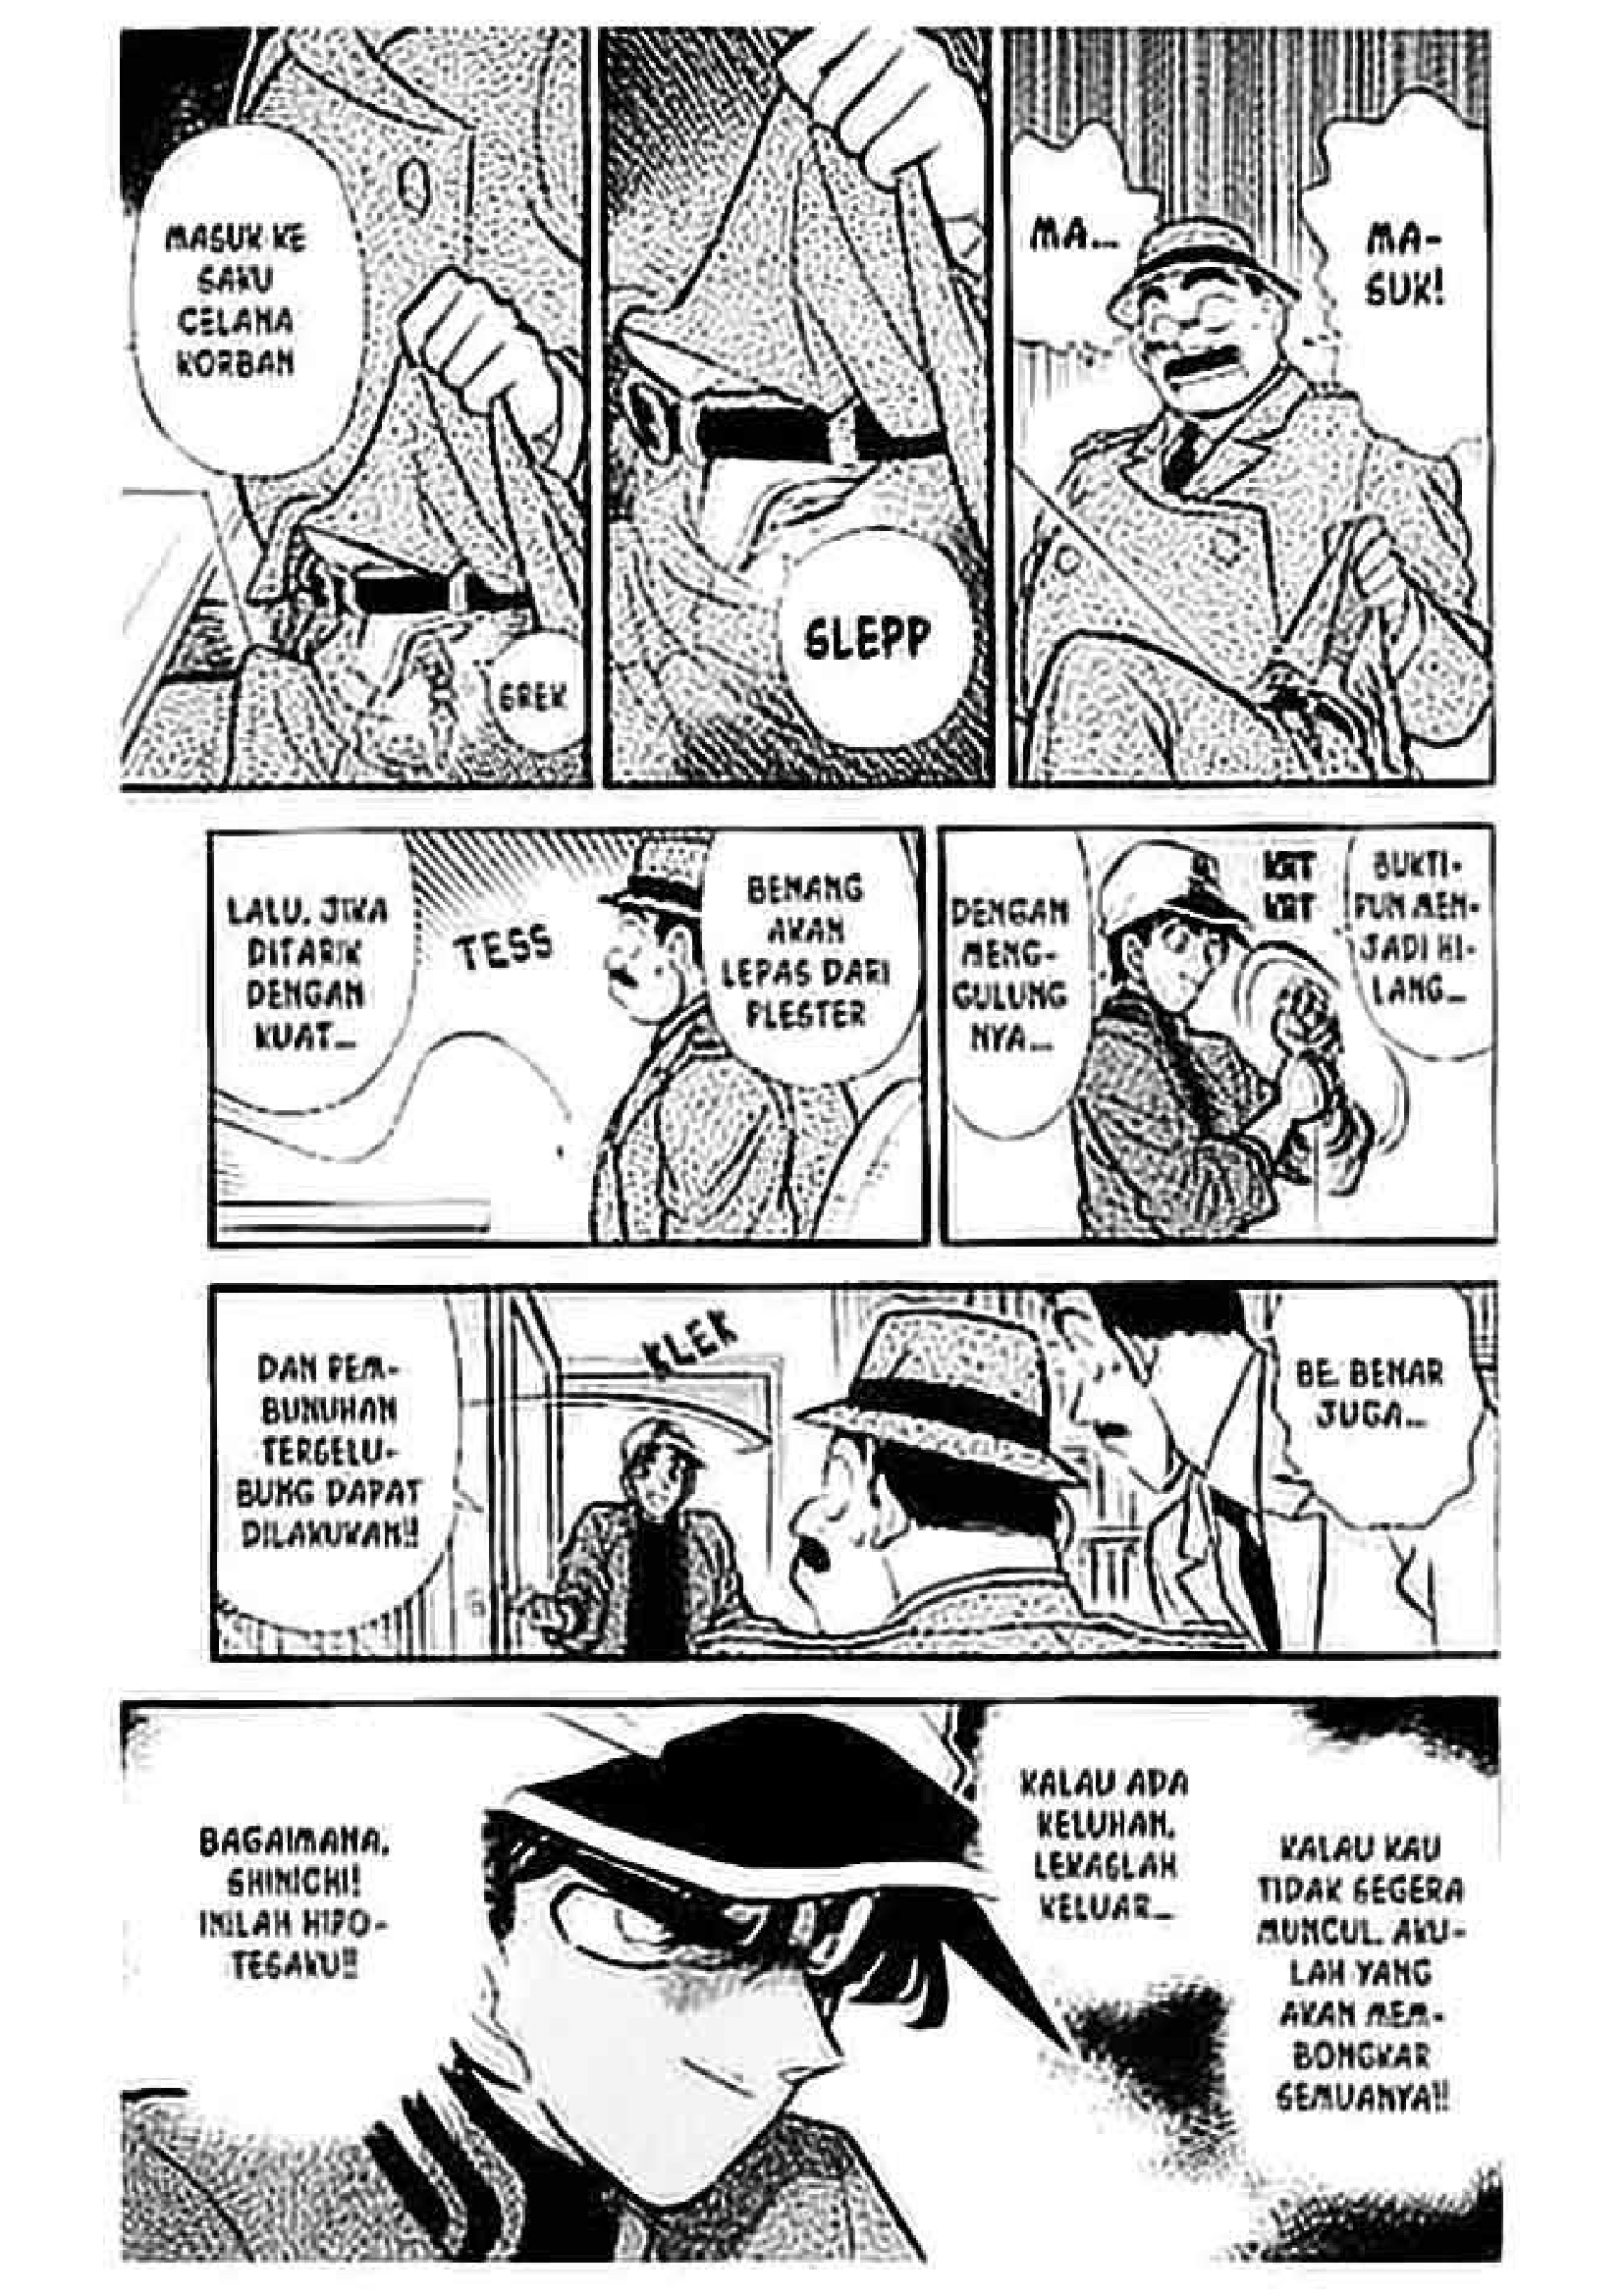 MASUK KE
SAKU
CELANA
KORBAN
GREK
SLEPP
MA...
MA-
SUK!
LALU, JIKA
DITARIK
DENGAN
KUAT...
TESS
BENANG
AKAN
LEPAS DARI
PLESTER
DENGAN
MENG-
GULUNG
NYA...
KRT
KRT
BUKTI-
PUN MEN-
JADI HI-
LANG...
DAN PEM-
BUNUHAN
TERSELU-
BUNG DAPAT
DILAKUKAN!!
KLEK
BE, BENAR
JUGA...
BAGAIMANA,
SHINICHI!
INILAH HIPO-
TESAKU!!
KALAU ADA
KELUHAN,
LEKASLAH
KELUAR...
KALAU KAU
TIDAK SEGERA
MUNCUL, AKU-
LAH YANG
AKAN MEM-
BONGKAR
SEMUANYA!!